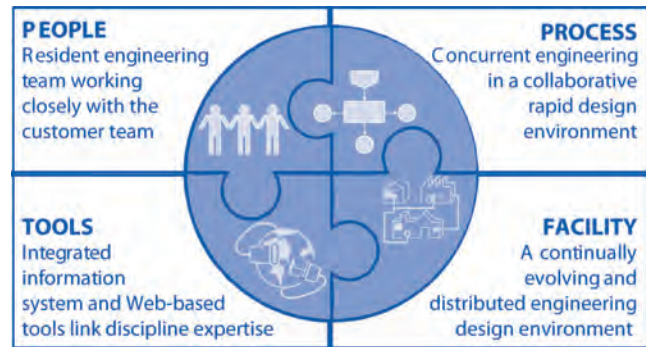 PEOPLE
Resident engineering
team working
closely with the
customer team
PROCESS
Concurrent engineering
in a collaborative
rapid design
environment
TOOLS
Integrated
information
system and Web-based
tools link discipline expertise
FACILITY
A continually
evolving and
distributed engineering
design environment